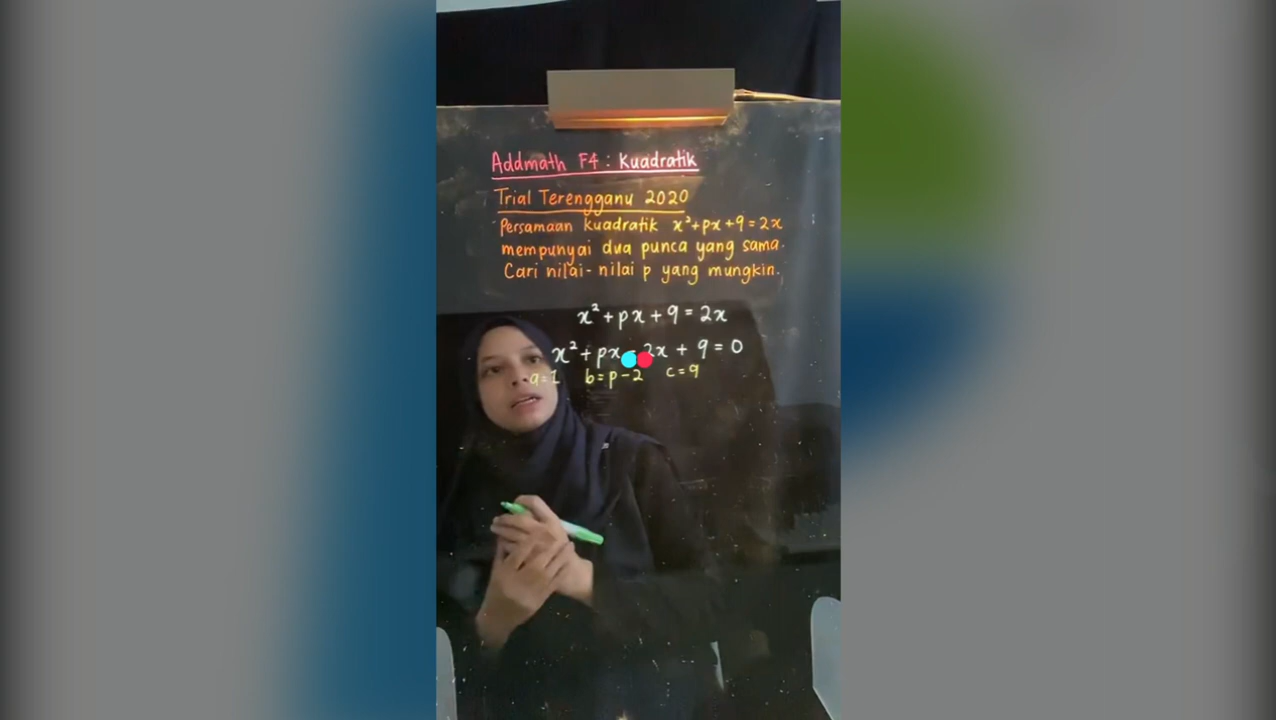 Addmath F4 : Kuadratik
Trial Terengganu 2020
Persamaan kuadratik x²+px+9=2x
mempunyai dua punca yang sama.
Cari nilai-nilai p yang mungkin.
x²+px+9=2x
x²+px-2x+9=0
a=1 b=p-2 c=9